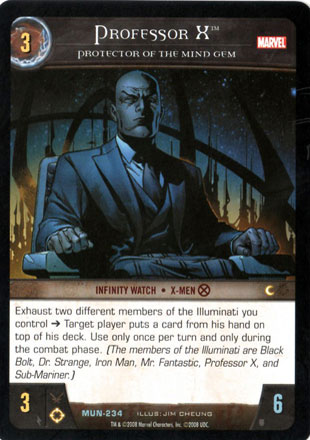 3
PROFESSOR X™
PROTECTOR OF THE MIND GEM
MARVEL
INFINITY WATCH • X-MEN
Exhaust two different members of the Illuminati you
control ➔ Target player puts a card from his hand on
top of his deck. Use only once per turn and only during
the combat phase. (The members of the Illuminati are Black
Bolt, Dr. Strange, Iron Man, Mr. Fantastic, Professor X, and
Sub-Mariner.)
3
MUN-234
ILLUS: JIM CHEUNG
6
TM & ©2008 Marvel Characters, Inc. ©2008 UDC.